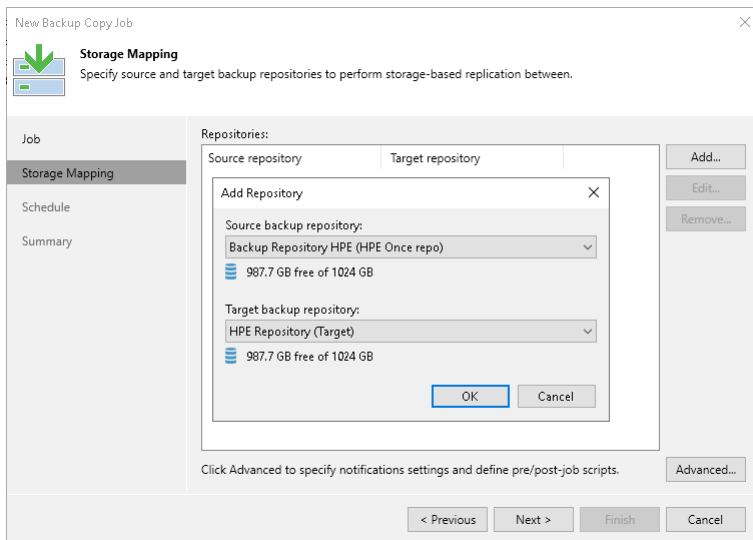 New Backup Copy Job
Storage Mapping
Specify source and target backup repositories to perform storage-based replication between.
Job
Storage Mapping
Schedule
Summary
Repositories:
Source repository
Target repository
Add...
Edit...
Remove...
Add Repository
Source backup repository:
Backup Repository HPE (HPE Once repo)
987.7 GB free of 1024 GB
Target backup repository:
HPE Repository (Target)
987.7 GB free of 1024 GB
OK
Cancel
Click Advanced to specify notifications settings and define pre/post-job scripts.
Advanced...
< Previous
Next >
Finish
Cancel